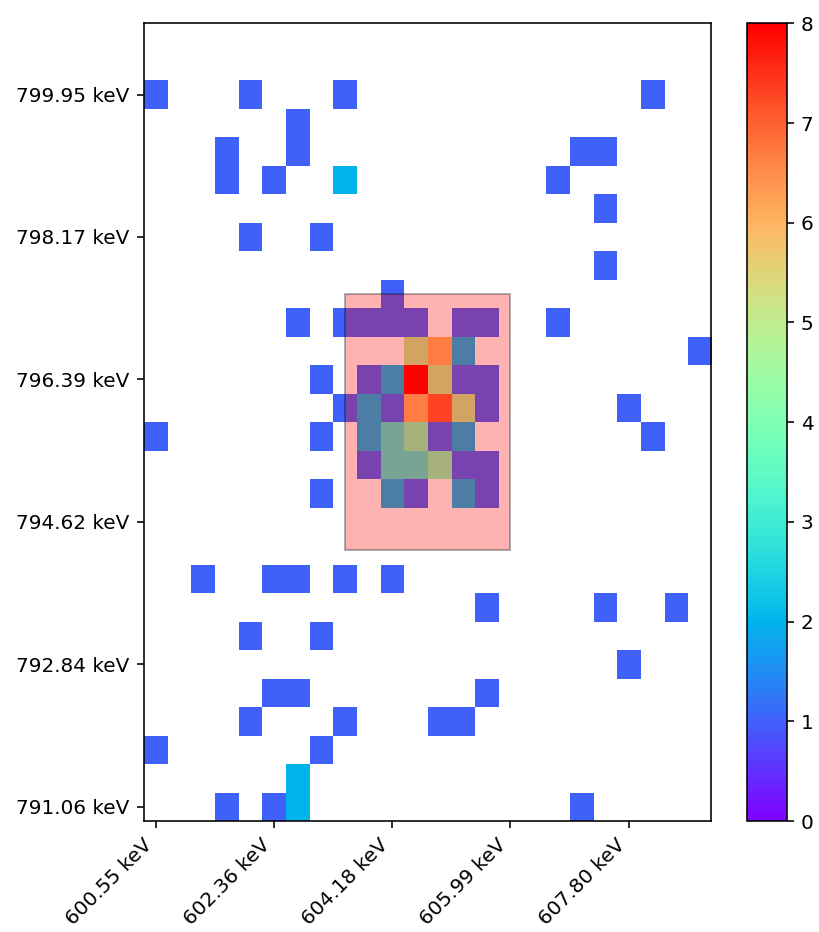 799.95 keV
798.17 keV
796.39 keV
794.62 keV
792.84 keV
791.06 keV
600.55 keV
602.36 keV
604.18 keV
605.99 keV
607.80 keV
8
7
6
5
4
3
2
1
0